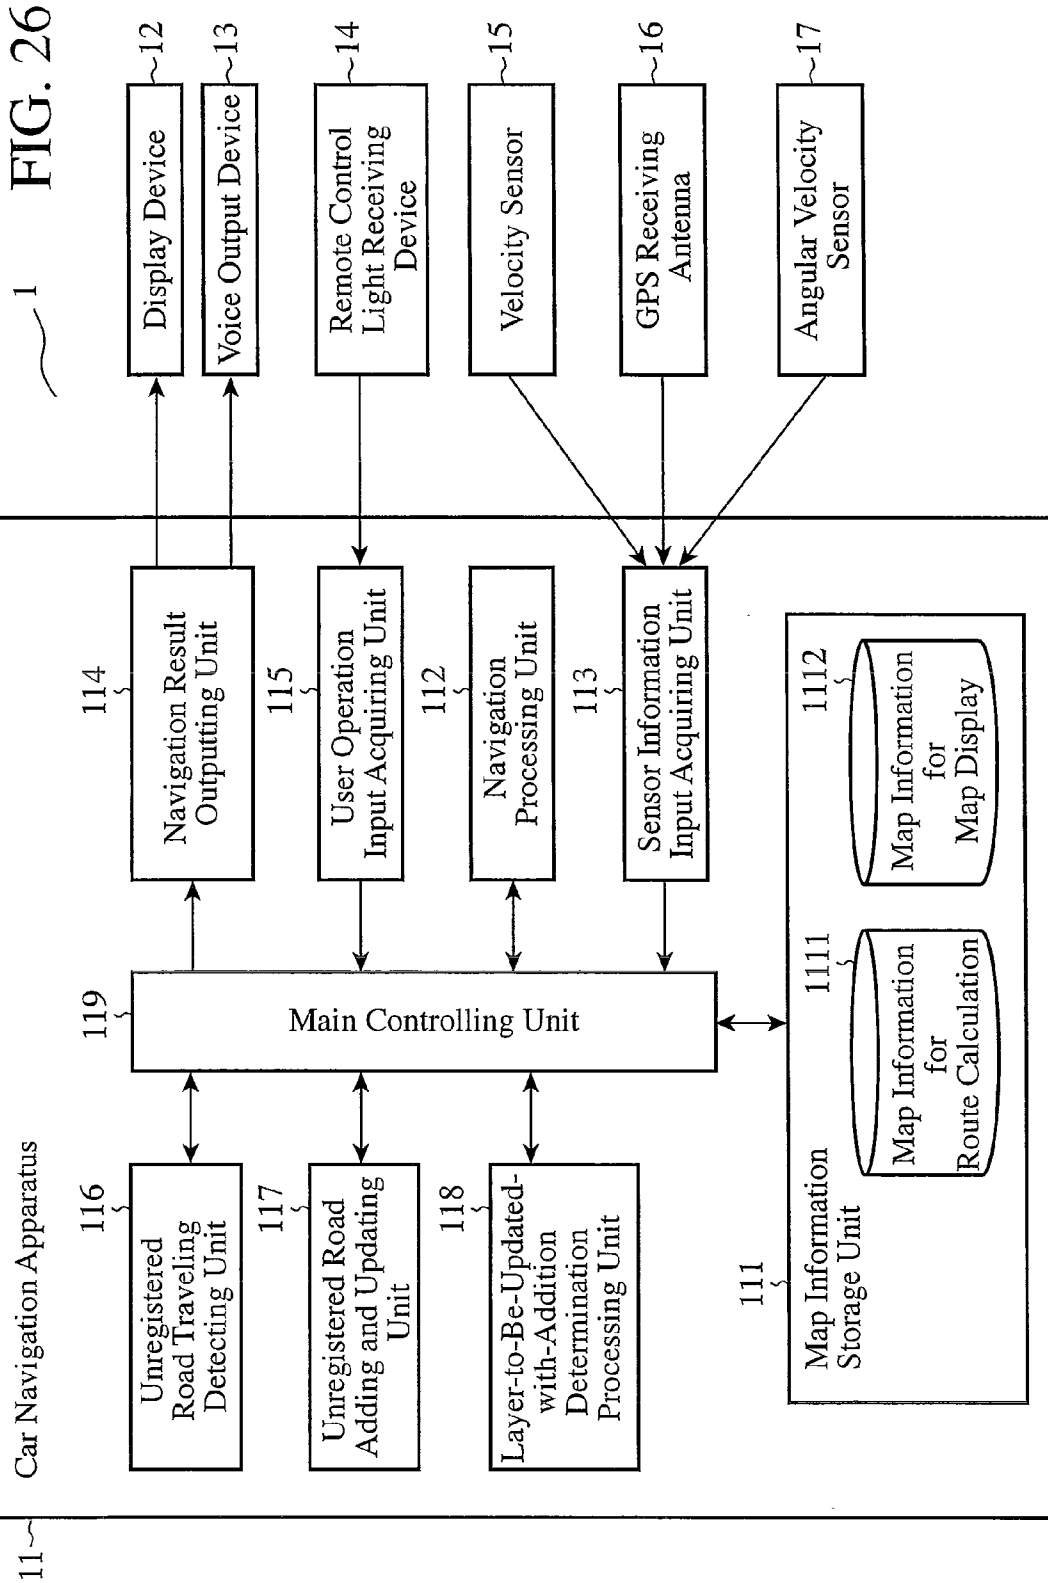 FIG. 26
1
11
Car Navigation Apparatus
116
Unregistered
Road Traveling
Detecting Unit
117
Unregistered Road
Adding and Updating
Unit
118
Layer-to-Be-Updated-
with-Addition
Determination
Processing Unit
119
Main Controlling Unit
114
Navigation Result
Outputting Unit
115
User Operation
Input Acquiring Unit
112
Navigation
Processing Unit
113
Sensor Information
Input Acquiring Unit
111
Map Information
Storage Unit
1111
Map Information
for
Route Calculation
1112
Map Information
for
Map Display
Display Device
12
Voice Output Device
13
Remote Control
Light Receiving
Device
14
Velocity Sensor
15
GPS Receiving
Antenna
16
Angular Velocity
Sensor
17